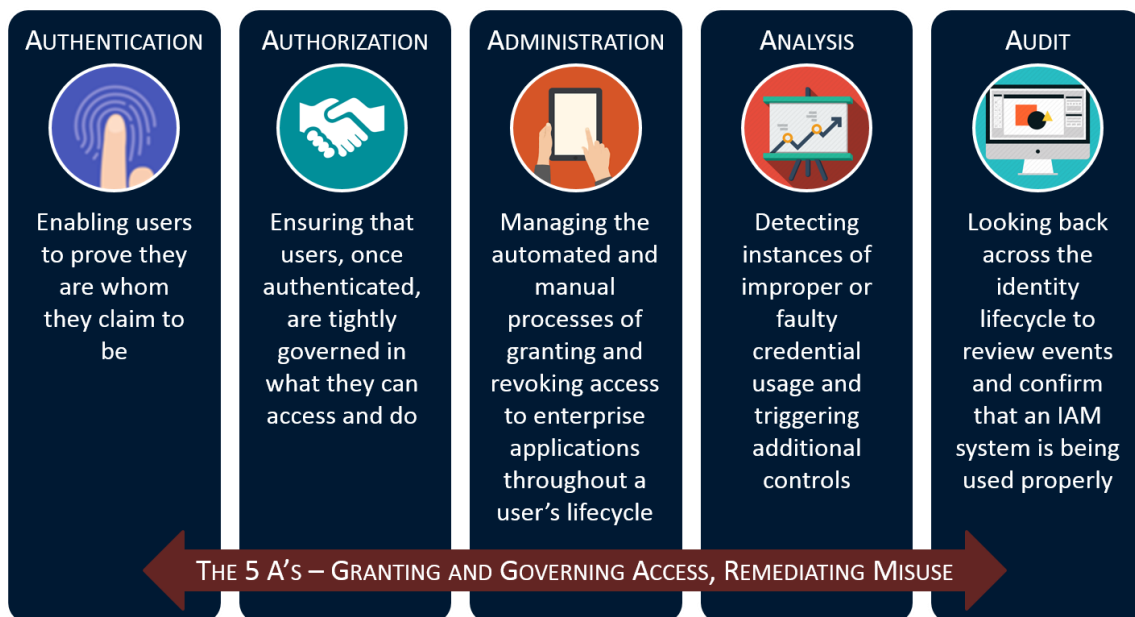 AUTHENTICATION
Enabling users
to prove they
are whom
they claim to
be
AUTHORIZATION
Ensuring that
users, once
authenticated,
are tightly
governed in
what they can
access and do
ADMINISTRATION
Managing the
automated and
manual
processes of
granting and
revoking access
to enterprise
applications
throughout a
user’s lifecycle
ANALYSIS
Detecting
instances of
improper or
faulty
credential
usage and
triggering
additional
controls
AUDIT
Looking back
across the
identity
lifecycle to
review events
and confirm
that an IAM
system is being
used properly
THE 5 A’S – GRANTING AND GOVERNING ACCESS, REMEDIATING MISUSE